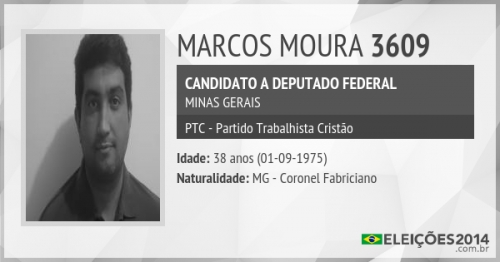 MARCOS MOURA 3609
CANDIDATO A DEPUTADO FEDERAL
MINAS GERAIS
PTC - Partido Trabalhista Cristão
Idade: 38 anos (01-09-1975)
Naturalidade: MG - Coronel Fabriciano
ELEIÇÕES2014
.com.br